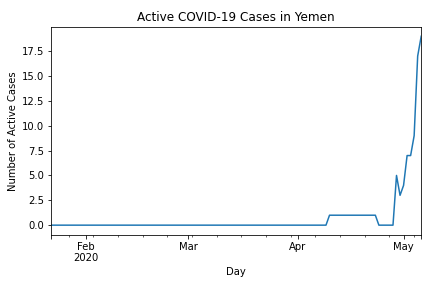 Active COVID-19 Cases in Yemen
17.5
15.0
12.5
10.0
7.5
5.0
2.5
0.0
Number of Active Cases
Feb
2020
Mar
Apr
May
Day